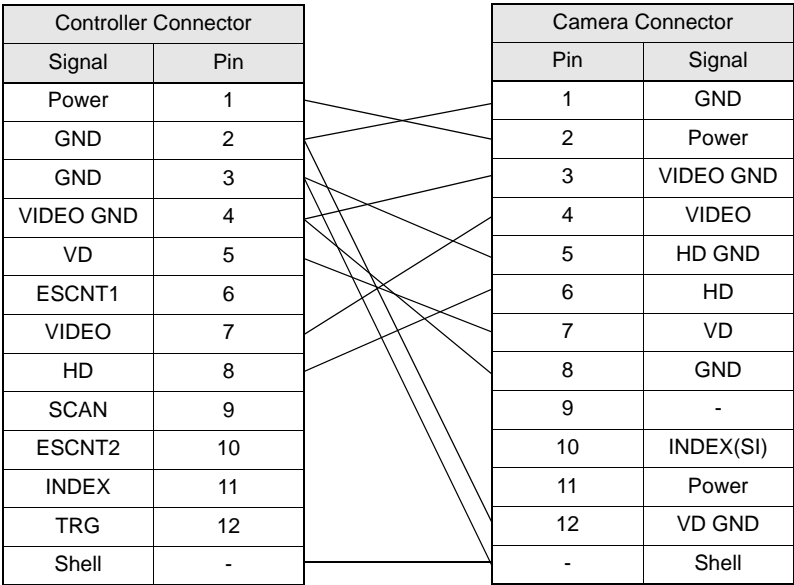 Controller Connector
Signal Pin
Power 1
GND 2
GND 3
VIDEO GND 4
VD 5
ESCNT1 6
VIDEO 7
HD 8
SCAN 9
ESCNT2 10
INDEX 11
TRG 12
Shell -
Camera Connector
Pin Signal
1 GND
2 Power
3 VIDEO GND
4 VIDEO
5 HD GND
6 HD
7 VD
8 GND
9 -
10 INDEX(SI)
11 Power
12 VD GND
- Shell